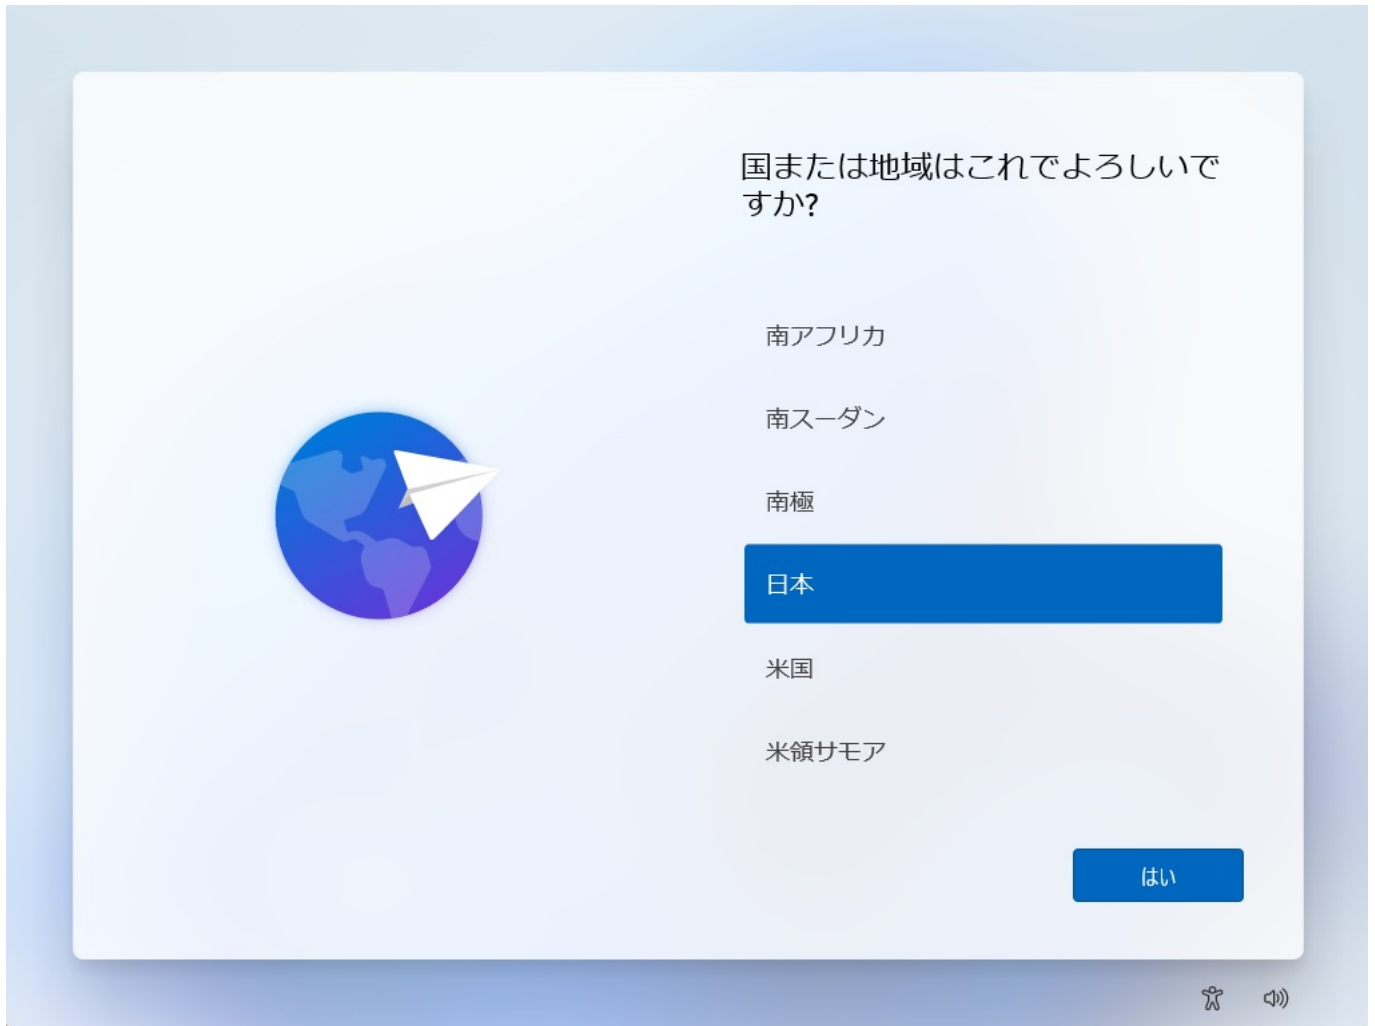 国または地域はこれでよろしいで
すか?
南アフリカ
南スーダン
南極
日本
米国
米領サモア
はい